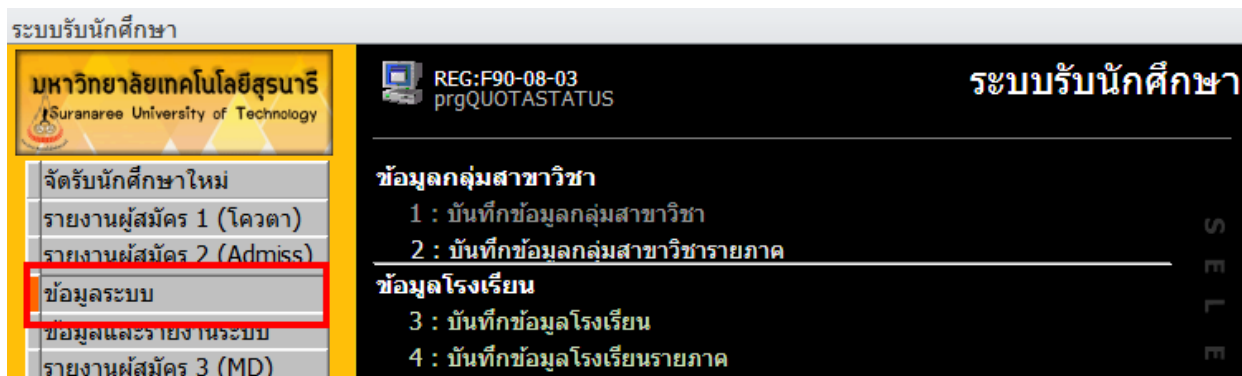 ระบบรับนักศึกษา
มหาวิทยาลัยเทคโนโลยีสุรนารี
Suranaree University of Technology
จัดรับนักศึกษาใหม่
รายงานผู้สมัคร 1 (โควตา)
รายงานผู้สมัคร 2 (Admiss)
ข้อมูลระบบ
ข้อมูลและรายงานระบบ
รายงานผู้สมัคร 3 (MD)
REG:F90-08-03
prgQUOTASTATUS
ระบบรับนักศึกษา
ข้อมูลกลุ่มสาขาวิชา
1 : บันทึกข้อมูลกลุ่มสาขาวิชา
2 : บันทึกข้อมูลกลุ่มสาขาวิชารายภาค
ข้อมูลโรงเรียน
3 : บันทึกข้อมูลโรงเรียน
4 : บันทึกข้อมูลโรงเรียนรายภาค
S E L E